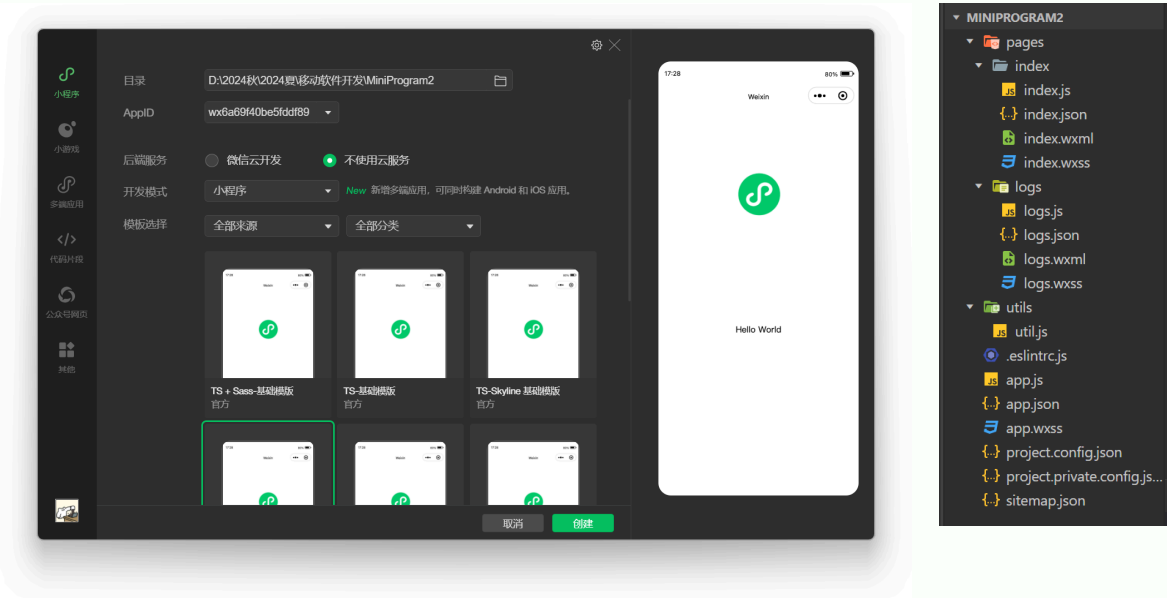 小程序
小游戏
多端应用
代码片段
公众号网页
其他
目录
D:\2024秋\2024夏\移动软件开发\MiniProgram2
AppID
wx6a69f40be5fddf89
后端服务
微信云开发
不使用云服务
开发模式
小程序
New 新增多端应用，可同时构建 Android 和 iOS 应用。
模板选择
全部来源
全部分类
TS + Sass-基础模版
官方
TS-基础模版
官方
TS-Skyline 基础模版
官方
取消
创建
17:28
80%
Weixin
Hello World
MINIPROGRAM2
pages
index
index.js
index.json
index.wxml
index.wxss
logs
logs.js
logs.json
logs.wxml
logs.wxss
utils
util.js
.eslintrc.js
app.js
app.json
app.wxss
project.config.json
project.private.config.js...
sitemap.json